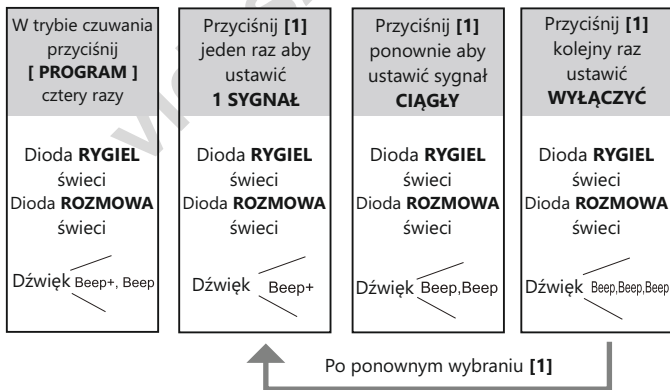 W trybie czuwania
przyciśnij
[ PROGRAM ]
cztery razy
Dioda RYGIEL
świeci
Dioda ROZMOWA
świeci
Dźwięk Beep+, Beep
Przyciśnij [1]
jeden raz aby
ustawić
1 SYGNAŁ
Dioda RYGIEL
świeci
Dioda ROZMOWA
świeci
Dźwięk Beep+
Przyciśnij [1]
ponownie aby
ustawić sygnał
CIĄGŁY
Dioda RYGIEL
świeci
Dioda ROZMOWA
świeci
Dźwięk Beep,Beep
Przyciśnij [1]
kolejny raz
ustawić
WYŁĄCZYĆ
Dioda RYGIEL
świeci
Dioda ROZMOWA
świeci
Dźwięk Beep,Beep,Beep
Po ponownym wybraniu [1]